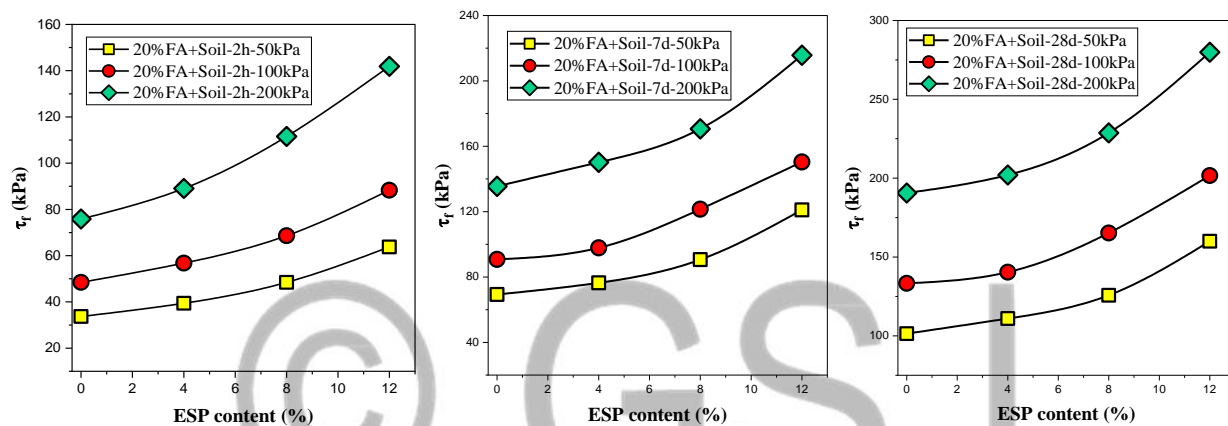 160
140
120
100
80
60
40
20
τf (kPa)
20%FA+Soil-2h-50kPa
20%FA+Soil-2h-100kPa
20%FA+Soil-2h-200kPa
0 2 4 6 8 10 12
ESP content (%)
240
200
160
120
80
40
τf (kPa)
20%FA+Soil-7d-50kPa
20%FA+Soil-7d-100kPa
20%FA+Soil-7d-200kPa
0 2 4 6 8 10 12
ESP content (%)
300
250
200
150
100
τf (kPa)
20%FA+Soil-28d-50kPa
20%FA+Soil-28d-100kPa
20%FA+Soil-28d-200kPa
0 2 4 6 8 10 12
ESP content (%)
© GSJ